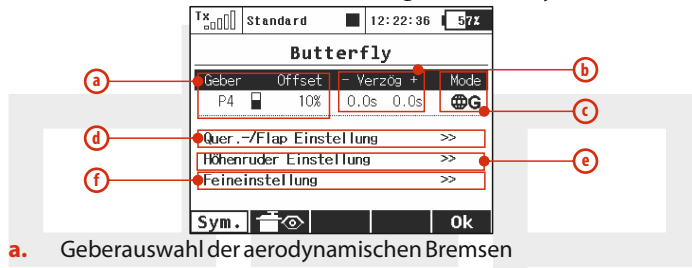 Tx Standard 12:22:36 57%
Butterfly
Geber Offset - Verzög + Mode
P4 10% 0.0s 0.0s G
Quer.-/Flap Einstellung >>
Höhenruder Einstellung >>
Feineinstellung >>
Sym. Ok
a
b
c
d
e
f
a. Geberauswahl der aerodynamischen Bremsen